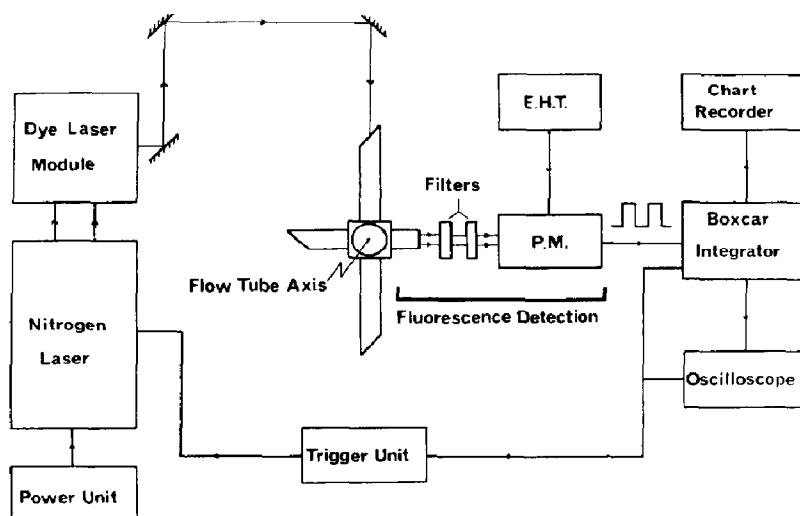 Dye Laser
Module
E.H.T.
Chart
Recorder
Filters
P.M.
Boxcar
Integrator
Flow Tube Axis
Fluorescence Detection
Nitrogen
Laser
Oscilloscope
Trigger Unit
Power Unit